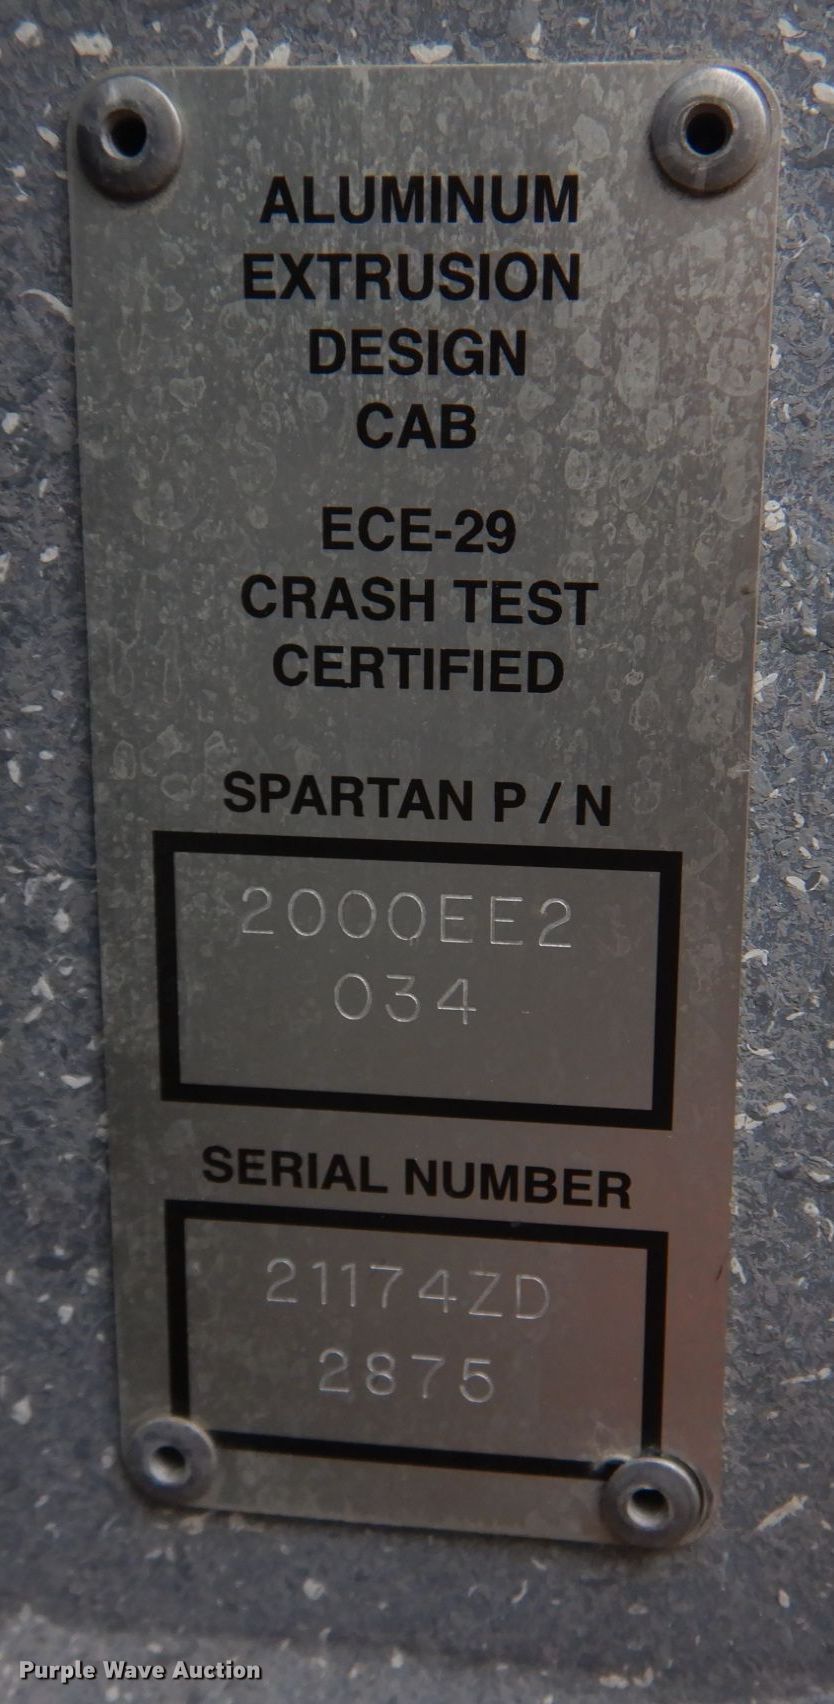 ALUMINUM
EXTRUSION
DESIGN
CAB
ECE-29
CRASH TEST
CERTIFIED
SPARTAN P / N
2000EE2
034
SERIAL NUMBER
21174ZD
2875
Purple Wave Auction